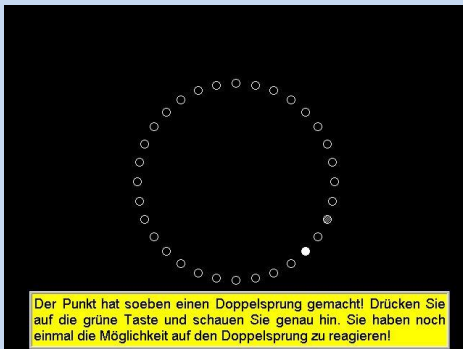 Der Punkt hat soeben einen Doppelsprung gemacht! Drücken Sie
auf die grüne Taste und schauen Sie genau hin. Sie haben noch
einmal die Möglichkeit auf den Doppelsprung zu reagieren!